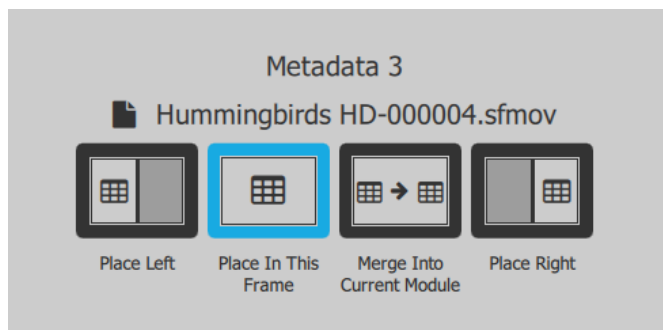 Metadata 3
Hummingbirds HD-000004.sfmov
Place Left
Place In This
Frame
Merge Into
Current Module
Place Right